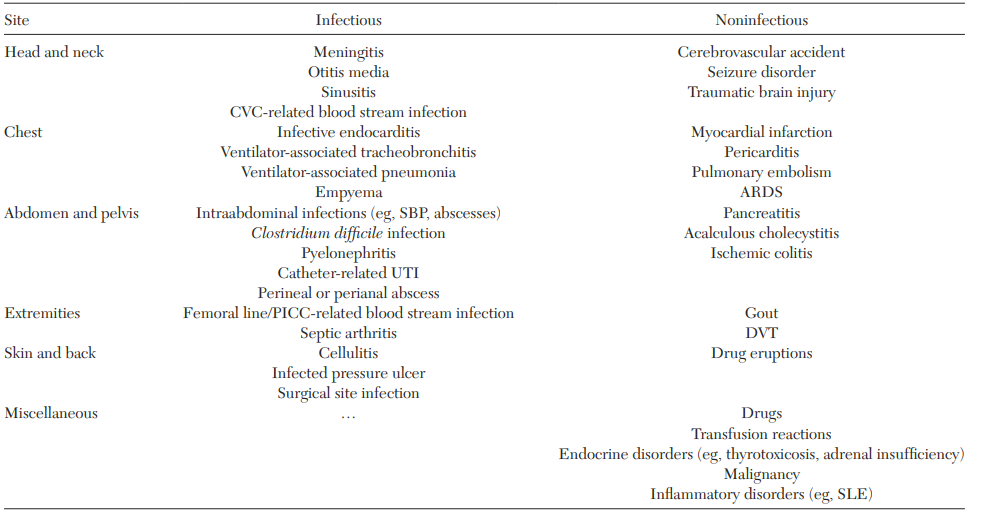 Site Infectious Noninfectious
Head and neck Meningitis Cerebrovascular accident
Otitis media Seizure disorder
Sinusitis Traumatic brain injury
CVC-related blood stream infection
Chest Infective endocarditis Myocardial infarction
Ventilator-associated tracheobronchitis Pericarditis
Ventilator-associated pneumonia Pulmonary embolism
Empyema ARDS
Abdomen and pelvis Intraabdominal infections (eg, SBP, abscesses) Pancreatitis
Clostridium difficile infection Acalculous cholecystitis
Pyelonephritis Ischemic colitis
Catheter-related UTI
Perineal or perianal abscess
Extremities Femoral line/PICC-related blood stream infection Gout
Septic arthritis DVT
Skin and back Cellulitis Drug eruptions
Infected pressure ulcer
Surgical site infection
Miscellaneous … Drugs
Transfusion reactions
Endocrine disorders (eg, thyrotoxicosis, adrenal insufficiency)
Malignancy
Inflammatory disorders (eg, SLE)